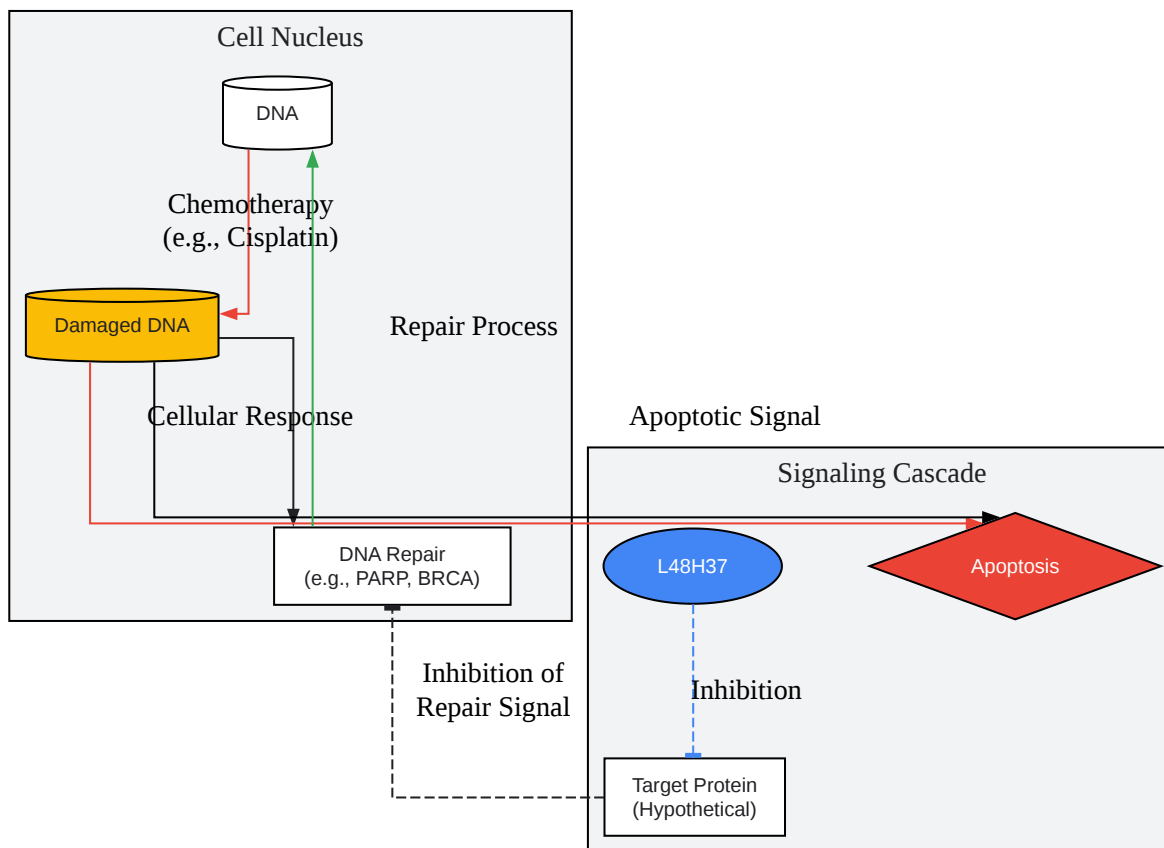 Cell Nucleus
DNA
Chemotherapy
(e.g., Cisplatin)
Damaged DNA
Repair Process
Cellular Response
Apoptotic Signal
Signaling Cascade
DNA Repair
(e.g., PARP, BRCA)
L48H37
Apoptosis
Inhibition of
Repair Signal
Inhibition
Target Protein
(Hypothetical)